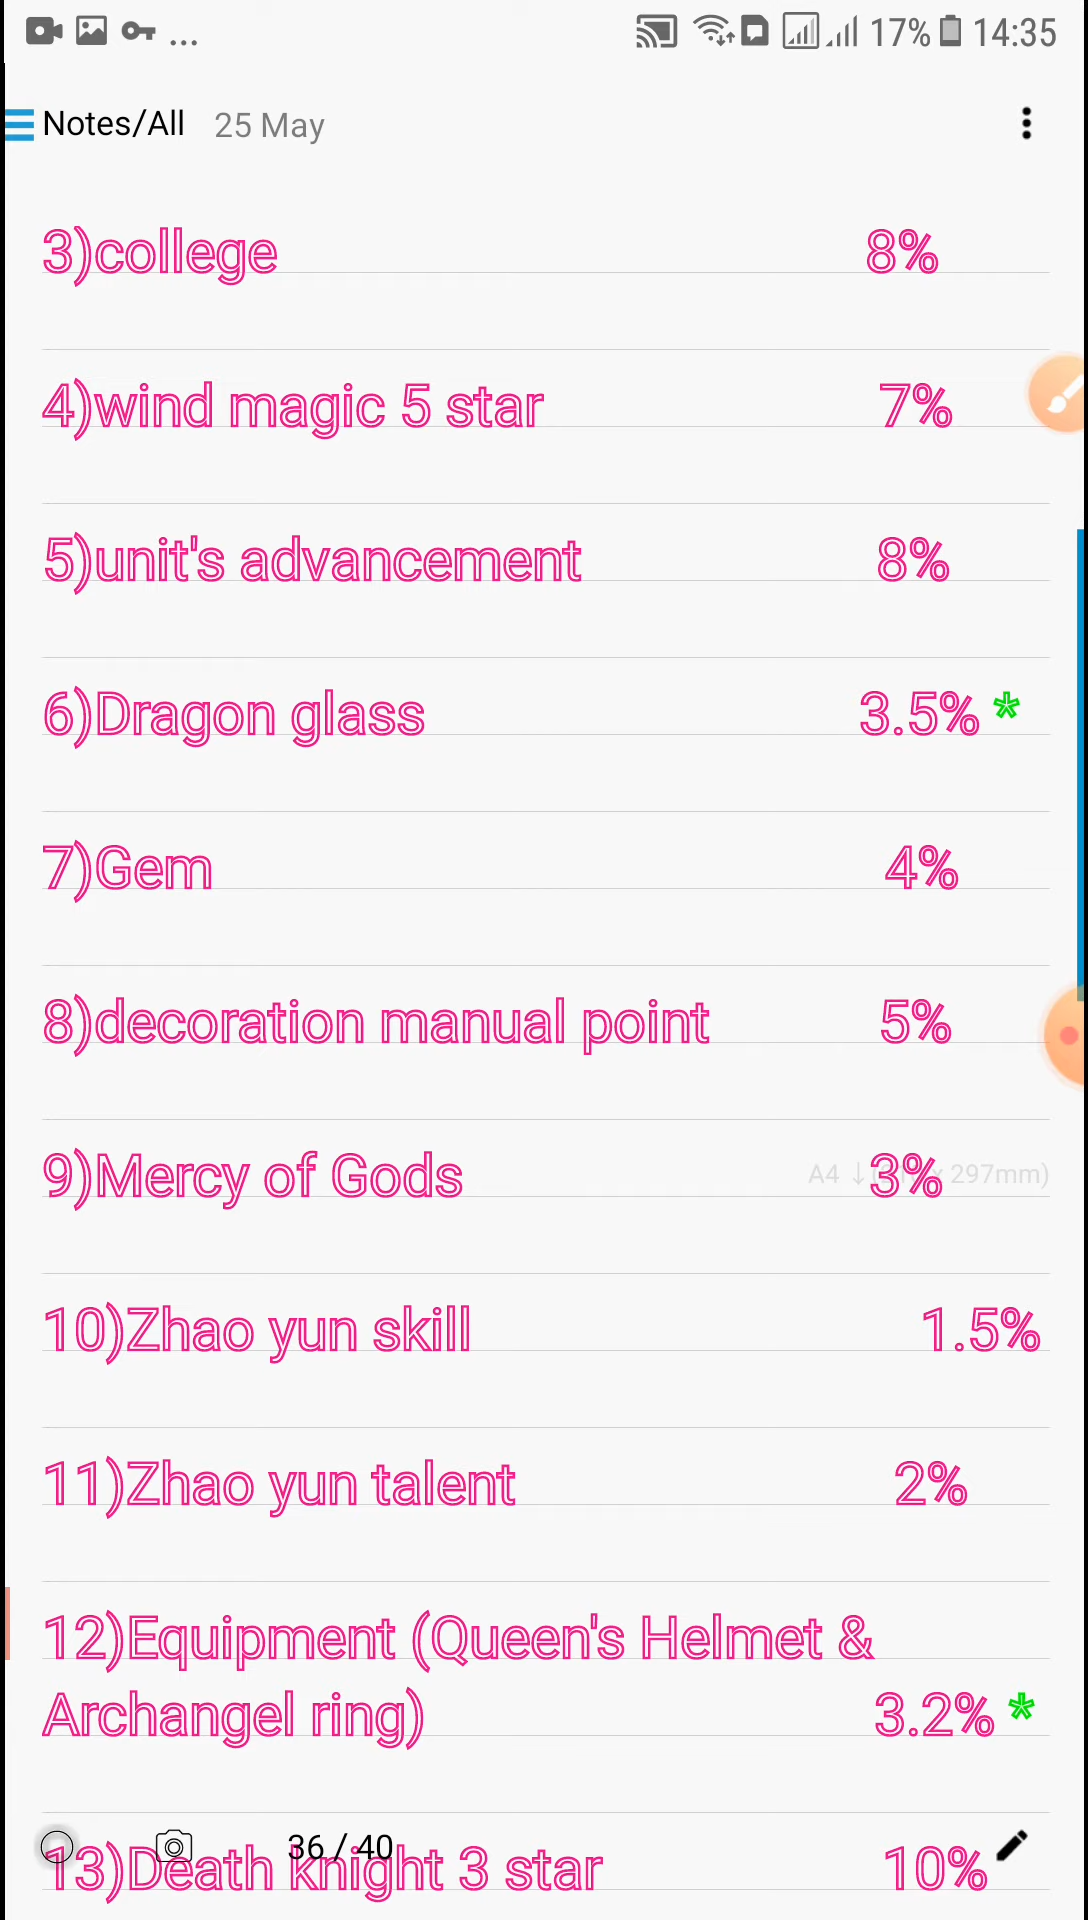 ... 17% 14:35
Notes/All 25 May
3)college 8%
4)wind magic 5 star 7%
5)unit's advancement 8%
6)Dragon glass 3.5% *
7)Gem 4%
8)decoration manual point 5%
9)Mercy of Gods 3%
A4 ↓ 297mm)
10)Zhao yun skill 1.5%
11)Zhao yun talent 2%
12)Equipment (Queen's Helmet &
Archangel ring) 3.2% *
36 / 40
13)Death knight 3 star 10%